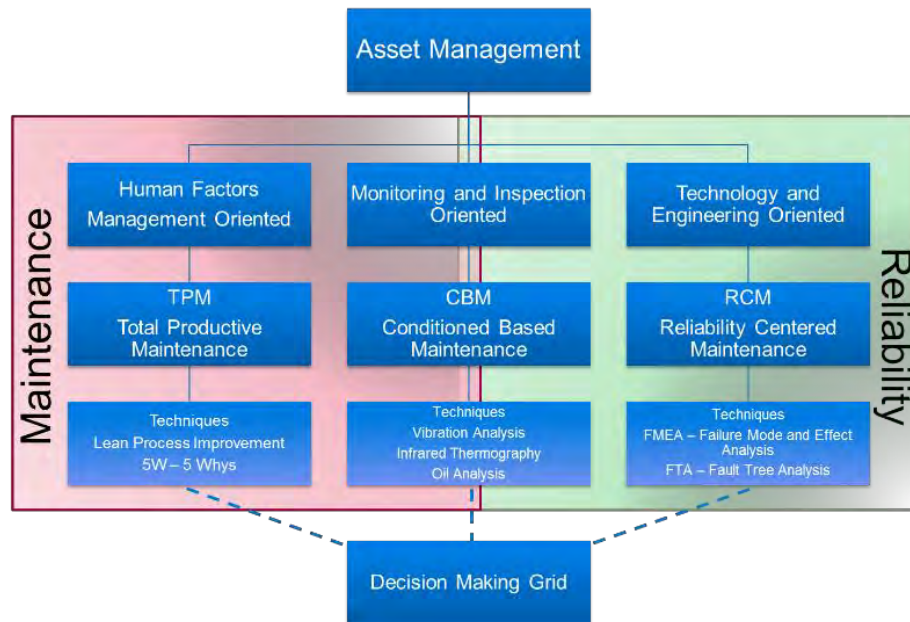 Asset Management
Maintenance
Human Factors
Management Oriented
Monitoring and Inspection
Oriented
Technology and
Engineering Oriented
Reliability
TPM
Total Productive
Maintenance
CBM
Conditioned Based
Maintenance
RCM
Reliability Centered
Maintenance
Techniques
Lean Process Improvement
5W – 5 Whys
Techniques
Vibration Analysis
Infrared Thermography
Oil Analysis
Techniques
FMEA – Failure Mode and Effect
Analysis
FTA – Fault Tree Analysis
Decision Making Grid